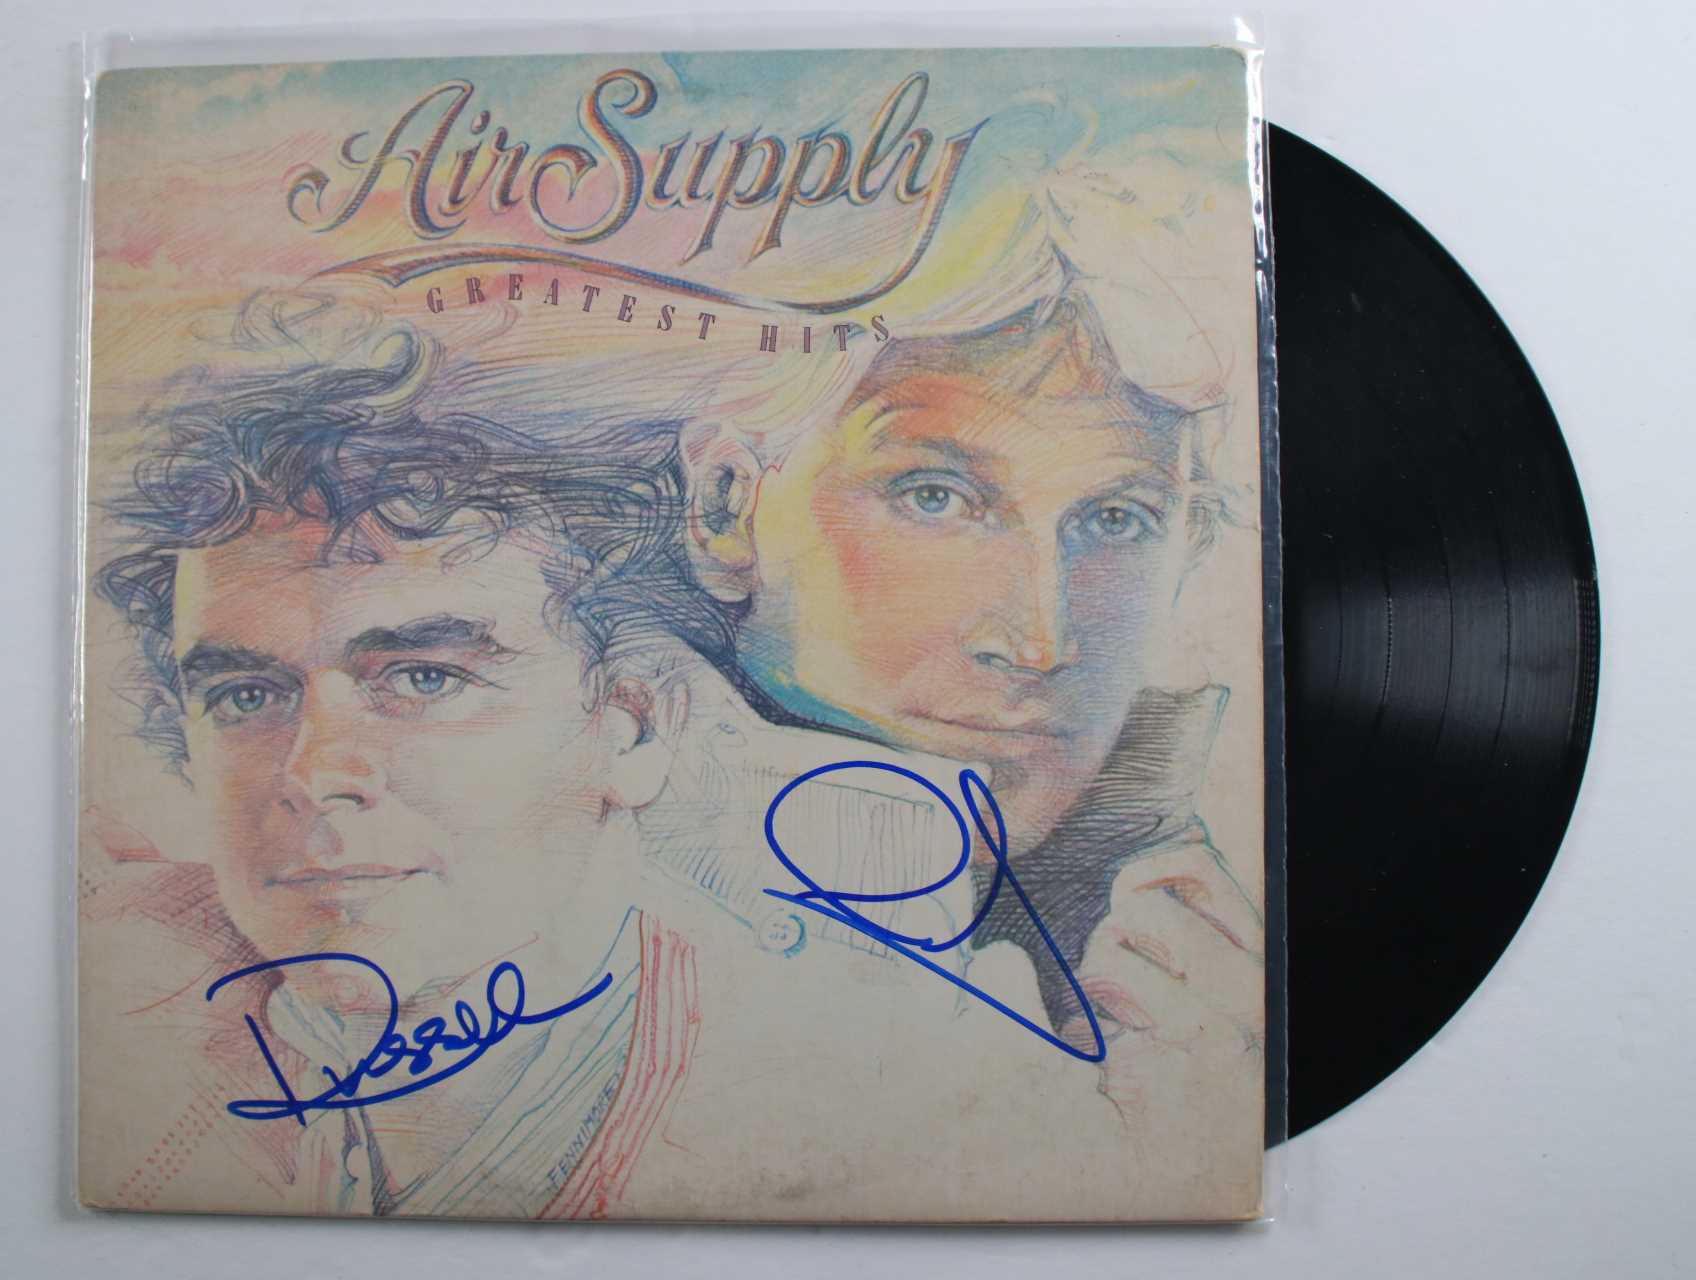 Air Supply
GREATEST HITS
Russell
FENNIMORE